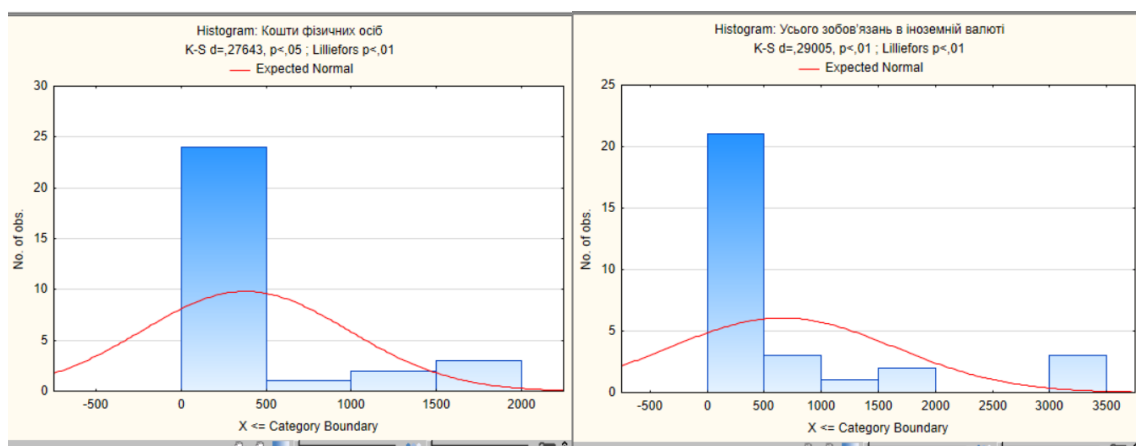 Histogram: Кошти фізичних осіб
K-S d=,27643, p<,05 ; Lilliefors p<,01
Expected Normal
30
25
20
15
10
5
0
No. of obs.
-500 0 500 1000 1500 2000
X <= Category Boundary
Histogram: Усього зобов'язань в іноземній валюті
K-S d=,29005, p<,01 ; Lilliefors p<,01
Expected Normal
25
20
15
10
5
0
No. of obs.
-500 0 500 1000 1500 2000 2500 3000 3500
X <= Category Boundary